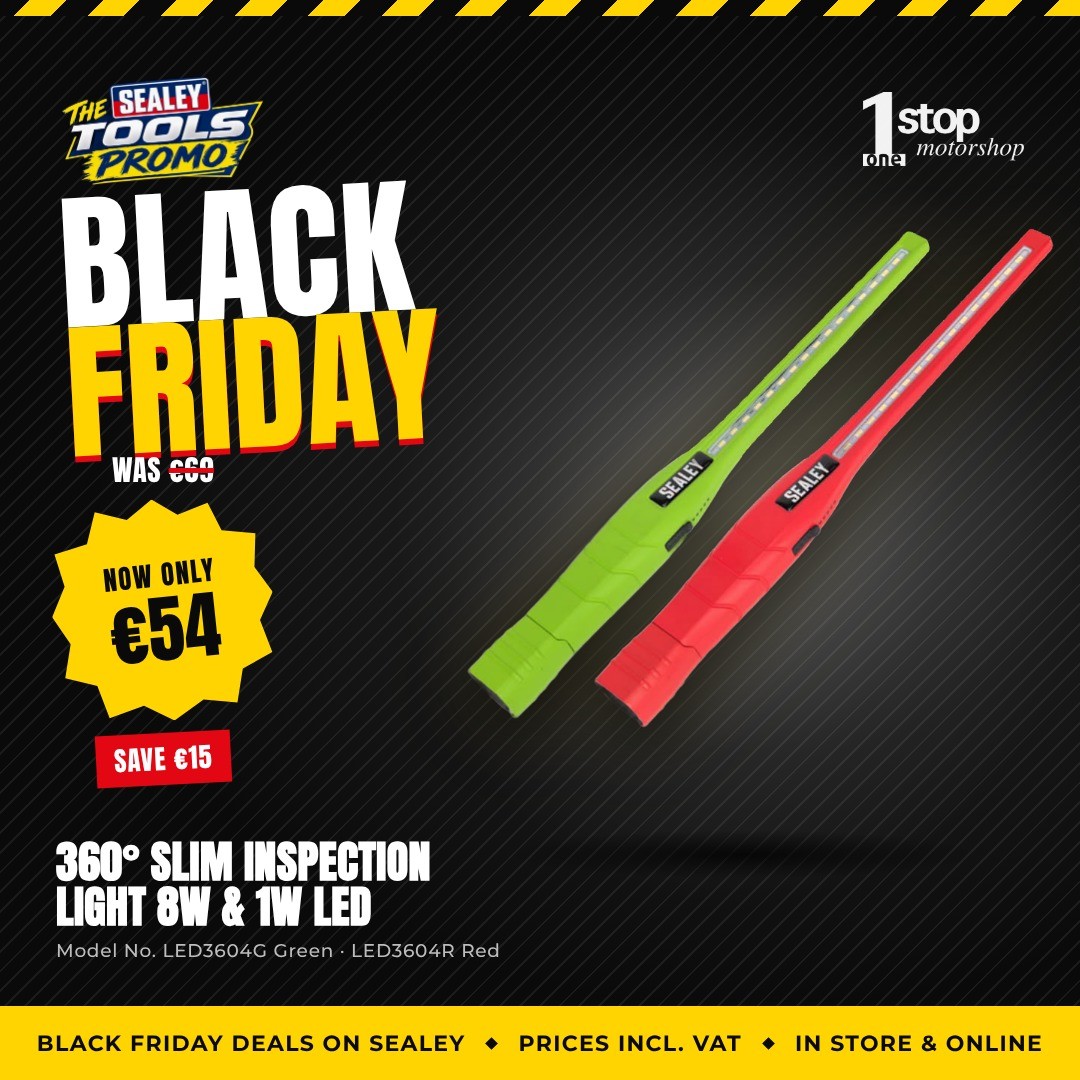 THE SEALEY
TOOLS
PROMO
1 stop
one motorshop
BLACK
FRIDAY
WAS €69
NOW ONLY
€54
SAVE €15
SEALEY
SEALEY
360° SLIM INSPECTION
LIGHT 8W & 1W LED
Model No. LED3604G Green · LED3604R Red
BLACK FRIDAY DEALS ON SEALEY ◆ PRICES INCL. VAT ◆ IN STORE & ONLINE